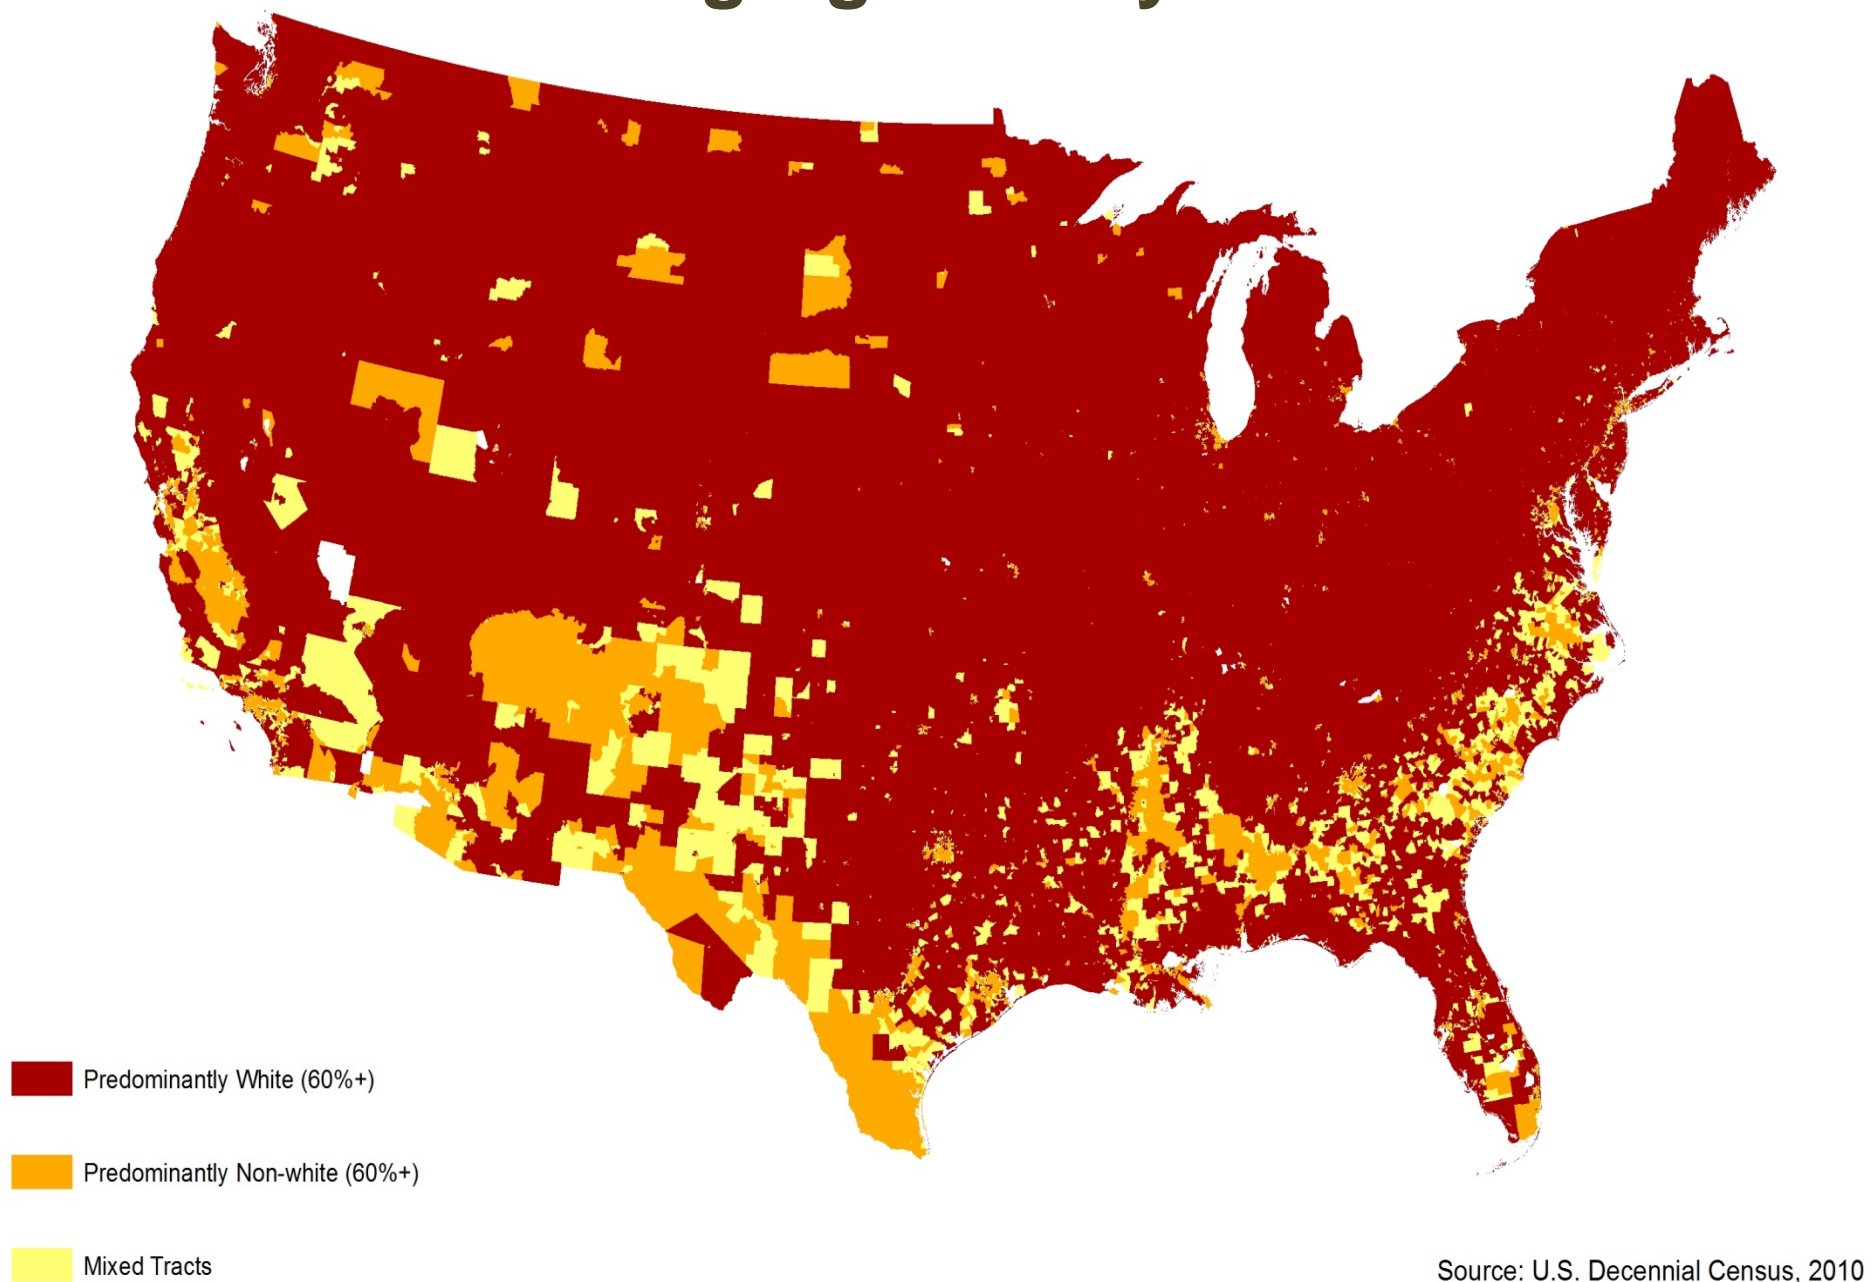 Predominantly White (60%+)
Predominantly Non-white (60%+)
Mixed Tracts
Source: U.S. Decennial Census, 2010